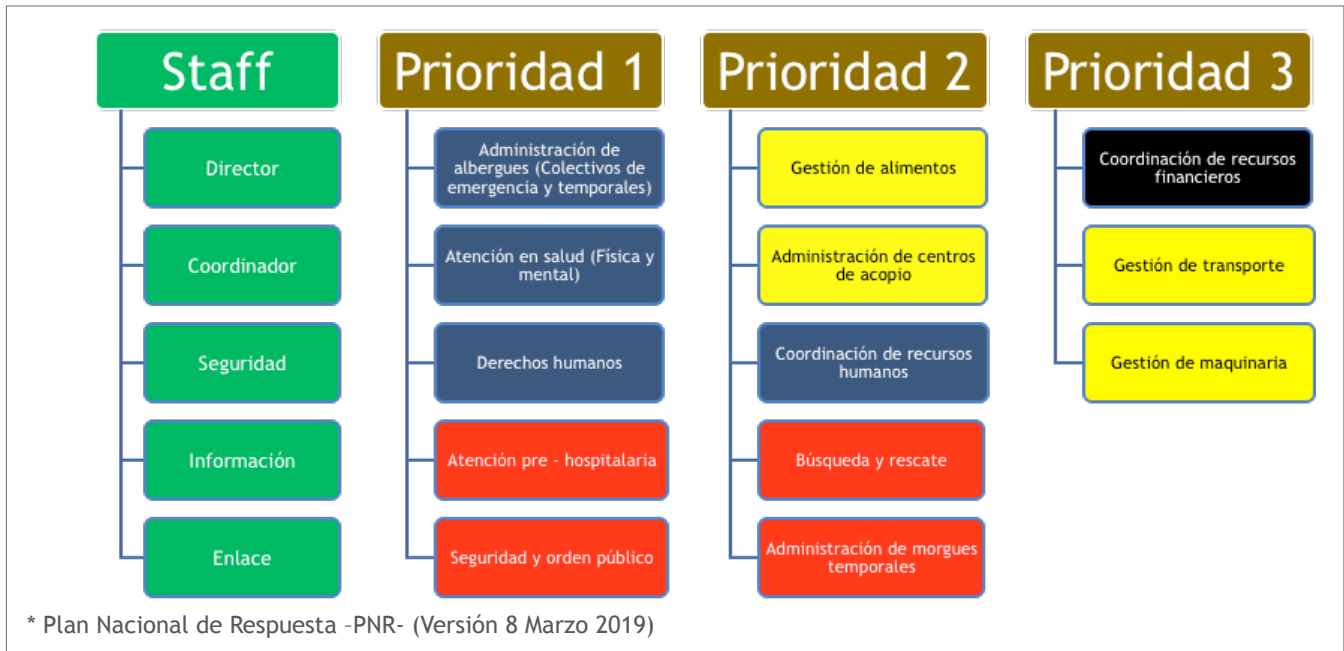 Staff
Director
Coordinador
Seguridad
Información
Enlace
Prioridad 1
Administración de
albergues (Colectivos de
emergencia y temporales)
Atención en salud (Física y
mental)
Derechos humanos
Atención pre - hospitalaria
Seguridad y orden público
Prioridad 2
Gestión de alimentos
Administración de centros
de acopio
Coordinación de recursos
humanos
Búsqueda y rescate
Administración de morgues
temporales
Prioridad 3
Coordinación de recursos
financieros
Gestión de transporte
Gestión de maquinaria
* Plan Nacional de Respuesta –PNR- (Versión 8 Marzo 2019)